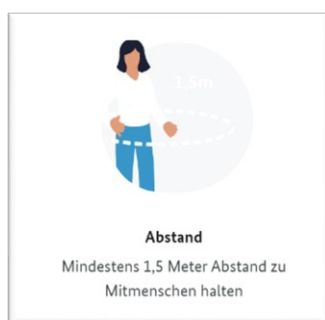 1,5m
Abstand
Mindestens 1,5 Meter Abstand zu
Mitmenschen halten